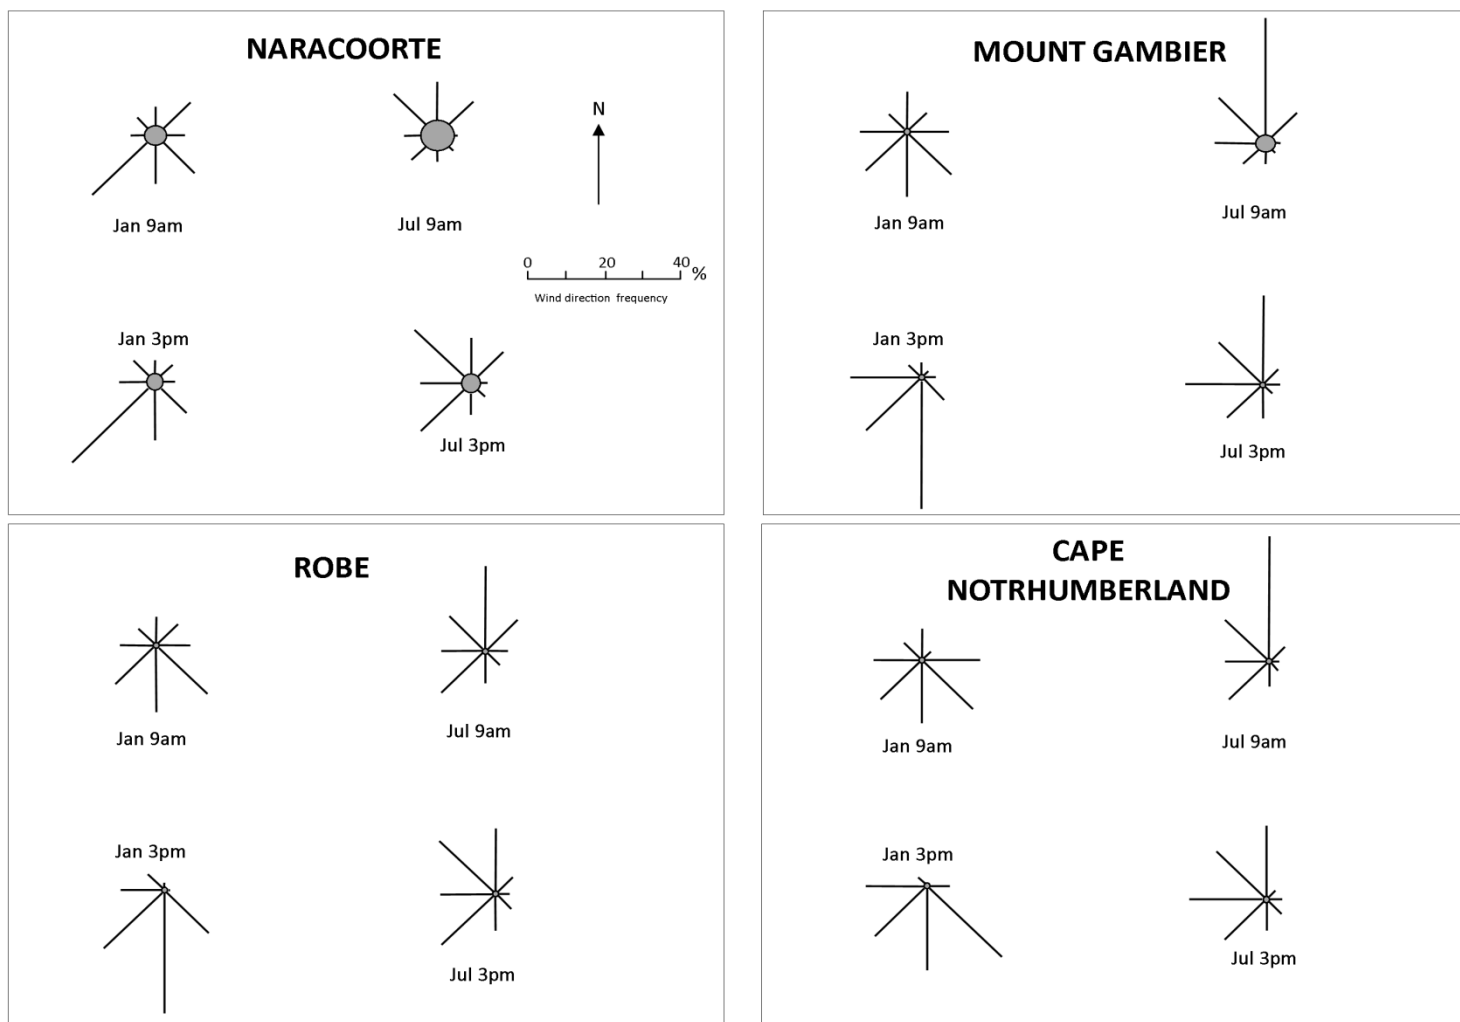 NARACOORTE
Jan 9am
Jul 9am
N
0 20 40 %
Wind direction frequency
Jan 3pm
Jul 3pm
MOUNT GAMBIER
Jan 9am
Jul 9am
Jan 3pm
Jul 3pm
ROBE
Jan 9am
Jul 9am
Jan 3pm
Jul 3pm
CAPE
NOTRHUMBERLAND
Jan 9am
Jul 9am
Jan 3pm
Jul 3pm